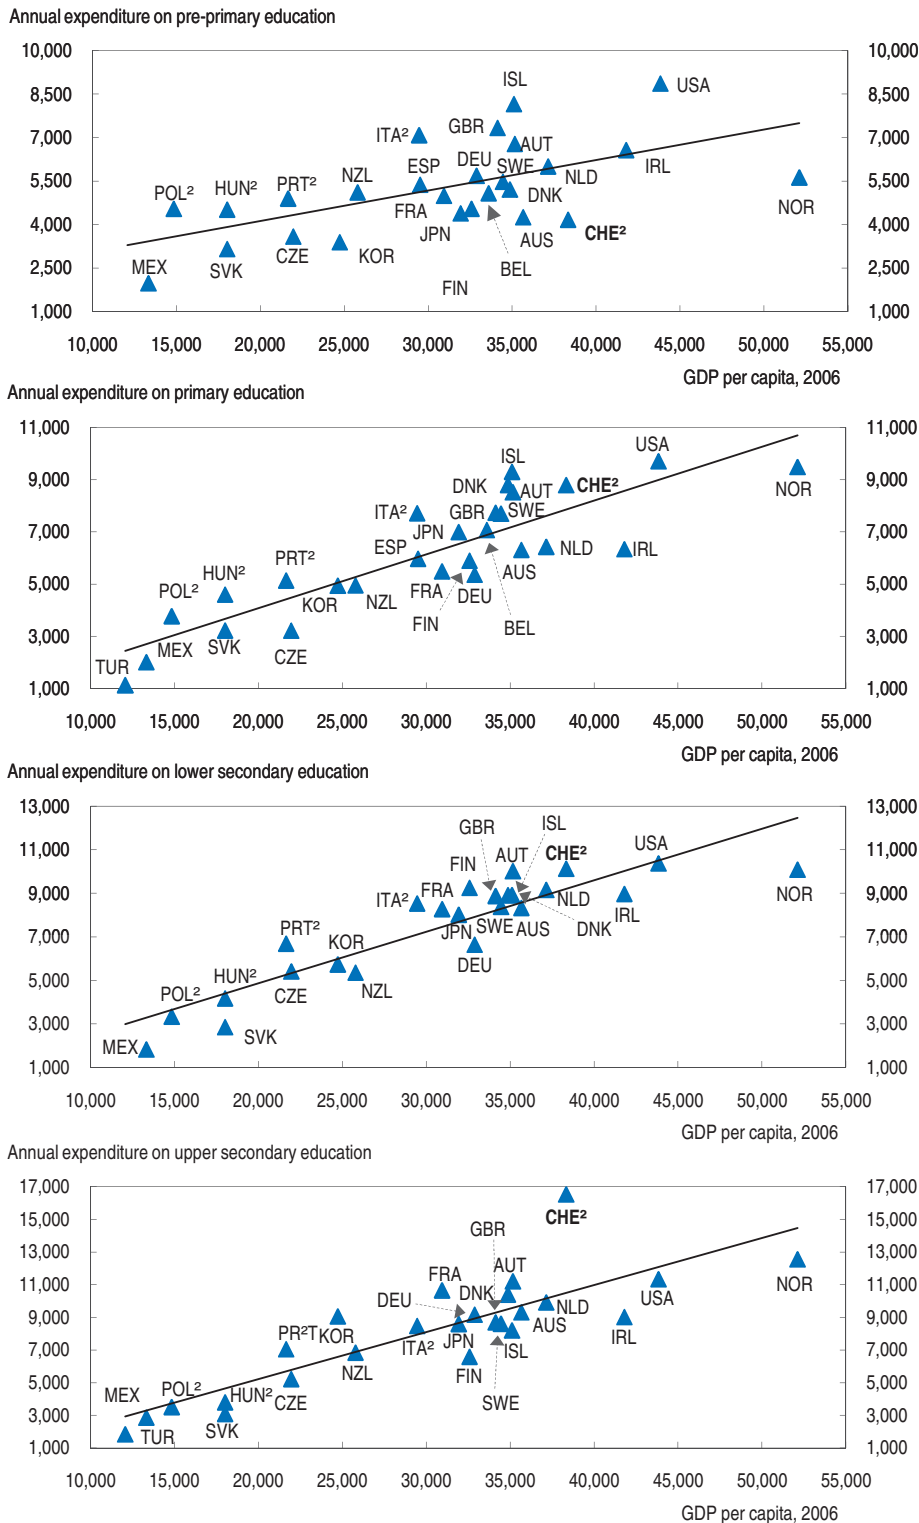 Annual expenditure on pre-primary education
10,000 10,000
ISL
8,500 USA 8,500
GBR
7,000 ITA² AUT 7,000
ESP DEU SWE IRL
NZL NLD
5,500 POL² HUN² PRT² DNK 5,500
FRA NOR
4,000 JPN AUS CHE² 4,000
MEX SVK CZE KOR BEL
2,500 FIN 2,500
1,000 1,000
10,000 15,000 20,000 25,000 30,000 35,000 40,000 45,000 50,000 55,000
GDP per capita, 2006
Annual expenditure on primary education
11,000 11,000
ISL USA
9,000 DNK AUT CHE² NOR 9,000
ITA² JPN GBR SWE
7,000 7,000
ESP NLD IRL
PRT² AUS
HUN²
5,000 POL² KOR NZL FRA DEU 5,000
FIN BEL
3,000 TUR MEX SVK CZE 3,000
1,000 1,000
10,000 15,000 20,000 25,000 30,000 35,000 40,000 45,000 50,000 55,000
GDP per capita, 2006
Annual expenditure on lower secondary education
13,000 13,000
GBR ISL
11,000 FIN AUT CHE² USA 11,000
9,000 ITA² FRA NLD IRL NOR 9,000
PRT² KOR JPN SWE AUS DNK
7,000 DEU 7,000
HUN²
5,000 POL² CZE NZL 5,000
3,000 SVK 3,000
MEX
1,000 1,000
10,000 15,000 20,000 25,000 30,000 35,000 40,000 45,000 50,000 55,000
GDP per capita, 2006
Annual expenditure on upper secondary education
17,000 17,000
CHE²
15,000 GBR 15,000
13,000 AUT 13,000
FRA NOR
11,000 DEU DNK USA 11,000
NLD
9,000 PR²T KOR AUS IRL 9,000
ITA² JPN ISL
7,000 NZL FIN 7,000
5,000 MEX POL² HUN² CZE SWE 5,000
3,000 TUR SVK 3,000
1,000 1,000
10,000 15,000 20,000 25,000 30,000 35,000 40,000 45,000 50,000 55,000
GDP per capita, 2006